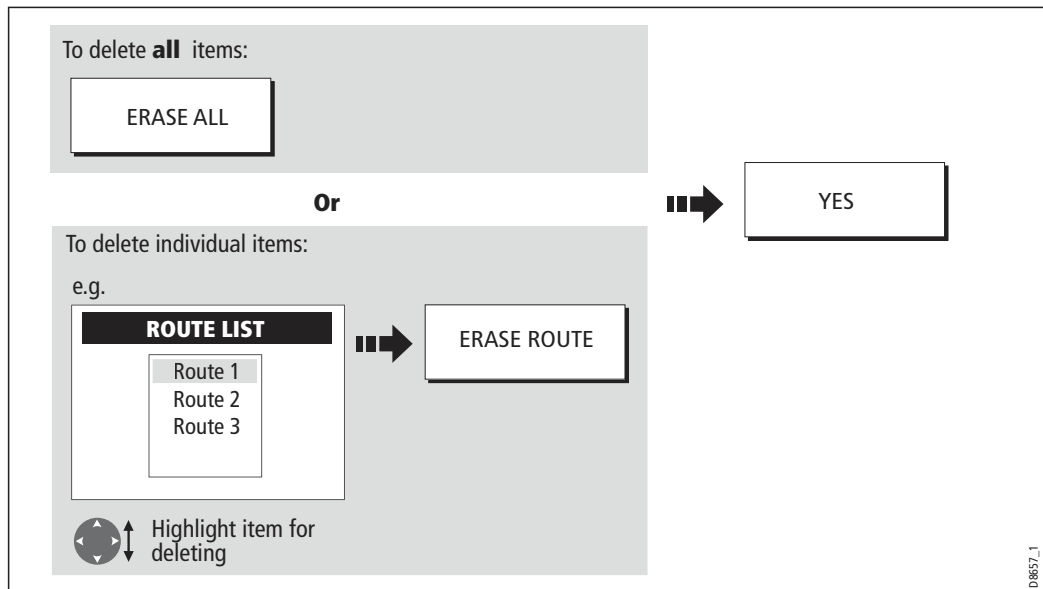 To delete all items:
ERASE ALL
Or
To delete individual items:
e.g.
ROUTE LIST
Route 1
Route 2
Route 3
ERASE ROUTE
Highlight item for
deleting
YES
D8657_1